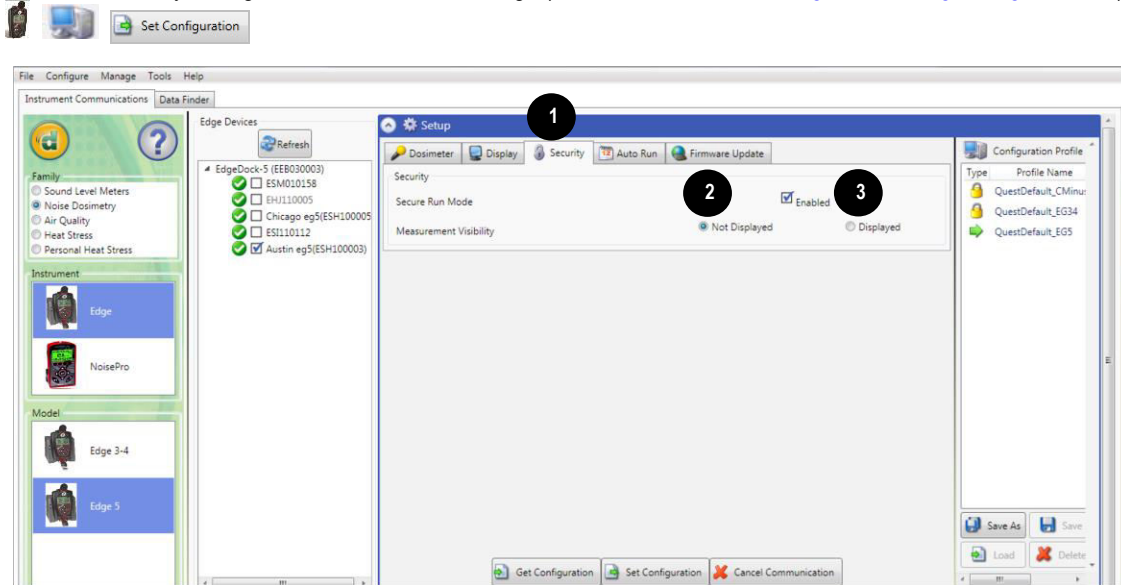 Set Configuration
File Configure Manage Tools Help
Instrument Communications Data Finder
d ?
Family
Sound Level Meters
Noise Dosimetry
Air Quality
Heat Stress
Personal Heat Stress
Instrument
Edge
NoisePro
Model
Edge 3-4
Edge 5
Edge Devices
Refresh
EdgeDock-5 (EEB030003)
ESM010158
EHJ110005
Chicago eg5(ESH100005
ESI110112
Austin eg5(ESH100003)
Setup
1
Dosimeter Display Security Auto Run Firmware Update
Security
2 3
Secure Run Mode Enabled
Measurement Visibility Not Displayed Displayed
Get Configuration Set Configuration Cancel Communication
Configuration Profile
Type Profile Name
QuestDefault_CMinus
QuestDefault_EG34
QuestDefault_EG5
Save As Save
Load Delete